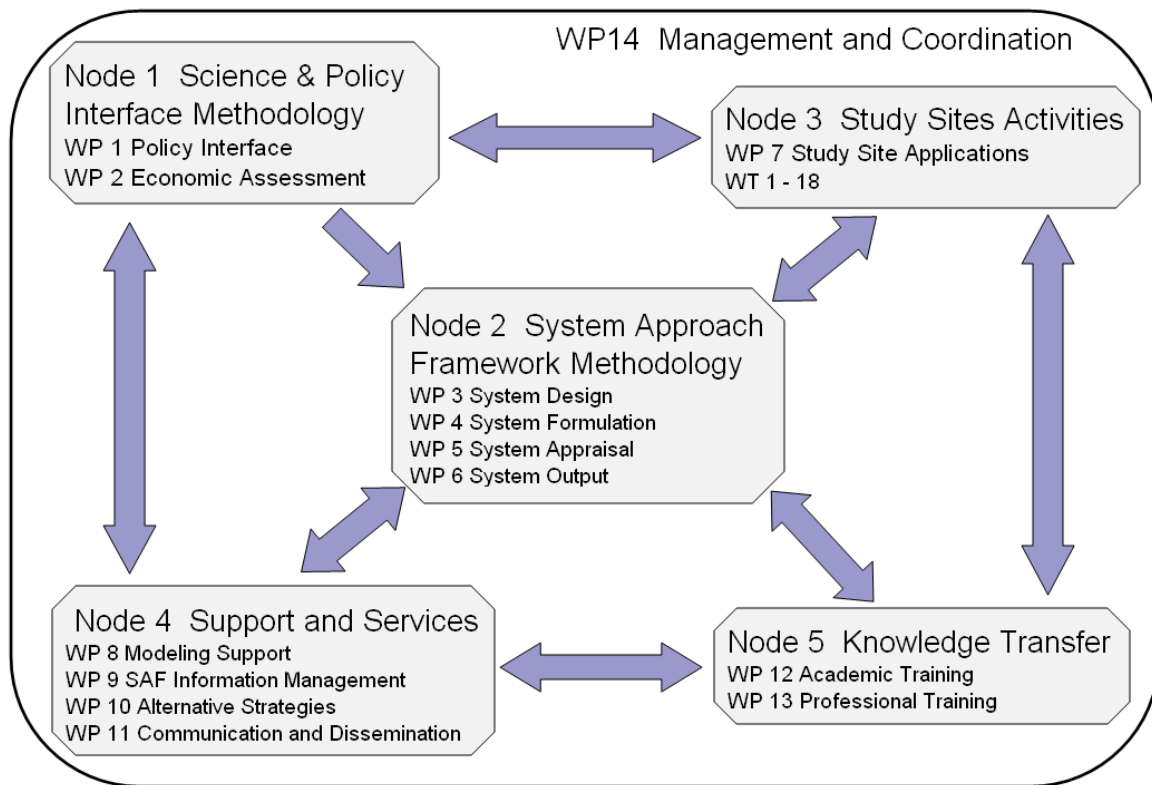 WP14 Management and Coordination
Node 1 Science & Policy
Interface Methodology
WP 1 Policy Interface
WP 2 Economic Assessment
Node 3 Study Sites Activities
WP 7 Study Site Applications
WT 1 - 18
Node 2 System Approach
Framework Methodology
WP 3 System Design
WP 4 System Formulation
WP 5 System Appraisal
WP 6 System Output
Node 4 Support and Services
WP 8 Modeling Support
WP 9 SAF Information Management
WP 10 Alternative Strategies
WP 11 Communication and Dissemination
Node 5 Knowledge Transfer
WP 12 Academic Training
WP 13 Professional Training